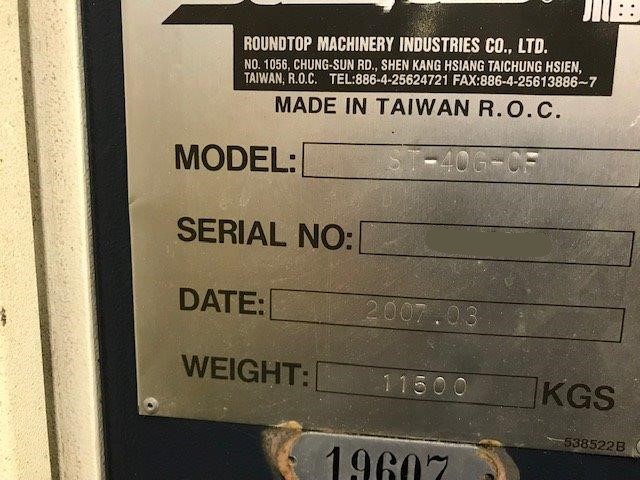 ROUNDTOP MACHINERY INDUSTRIES CO., LTD.
NO. 1056, CHUNG-SUN RD., SHEN KANG HSIANG TAICHUNG HSIEN,
TAIWAN, R.O.C. TEL:886-4-25624721 FAX:886-4-25613886~7
MADE IN TAIWAN R.O.C.
MODEL: ST-40G-CF
SERIAL NO:
DATE: 2007.03
WEIGHT: 11500 KGS
538522B
19607